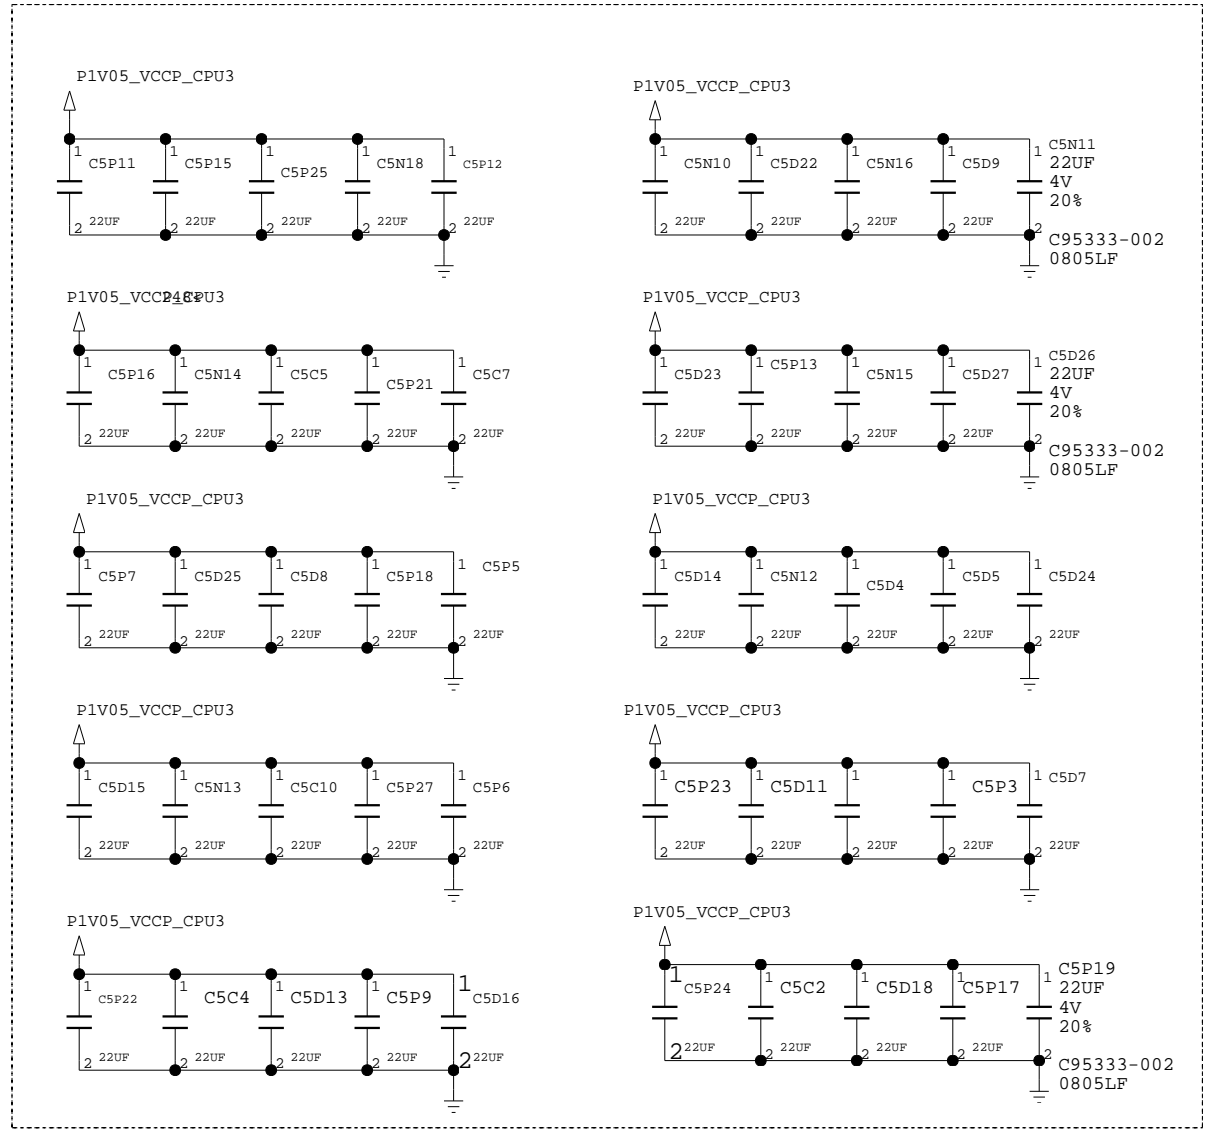 P1V05_VCCP_CPU3
1 C5P11 1 C5P15 1 C5P25 1 C5N18 1 C5P12
2 22UF 2 22UF 2 22UF 2 22UF 2 22UF
P1V05_VCCP_CPU3
1 C5N10 1 C5D22 1 C5N16 1 C5D9 1 C5N11
22UF
4V
20%
2 22UF 2 22UF 2 22UF 2 22UF 2
C95333-002
0805LF
P1V05_VCCP_CPU3
1 C5P16 1 C5N14 1 C5C5 1 C5P21 1 C5C7
2 22UF 2 22UF 2 22UF 2 22UF 2 22UF
P1V05_VCCP_CPU3
1 C5D23 1 C5P13 1 C5N15 1 C5D27 1 C5D26
22UF
4V
20%
2 22UF 2 22UF 2 22UF 2 22UF 2
C95333-002
0805LF
P1V05_VCCP_CPU3
1 C5P7 1 C5D25 1 C5D8 1 C5P18 1 C5P5
2 22UF 2 22UF 2 22UF 2 22UF 2 22UF
P1V05_VCCP_CPU3
1 C5D14 1 C5N12 1 C5D4 1 C5D5 1 C5D24
2 22UF 2 22UF 2 22UF 2 22UF 2 22UF
P1V05_VCCP_CPU3
1 C5D15 1 C5N13 1 C5C10 1 C5P27 1 C5P6
2 22UF 2 22UF 2 22UF 2 22UF 2 22UF
P1V05_VCCP_CPU3
1 C5P23 1 C5D11 1 1 C5P3 1 C5D7
2 22UF 2 22UF 2 22UF 2 22UF 2 22UF
P1V05_VCCP_CPU3
1 C5P22 1 C5C4 1 C5D13 1 C5P9 1 C5D16
2 22UF 2 22UF 2 22UF 2 22UF 2 22UF
P1V05_VCCP_CPU3
1 C5P24 1 C5C2 1 C5D18 1 C5P17 1 C5P19
22UF
4V
20%
2 22UF 2 22UF 2 22UF 2 22UF 2
C95333-002
0805LF